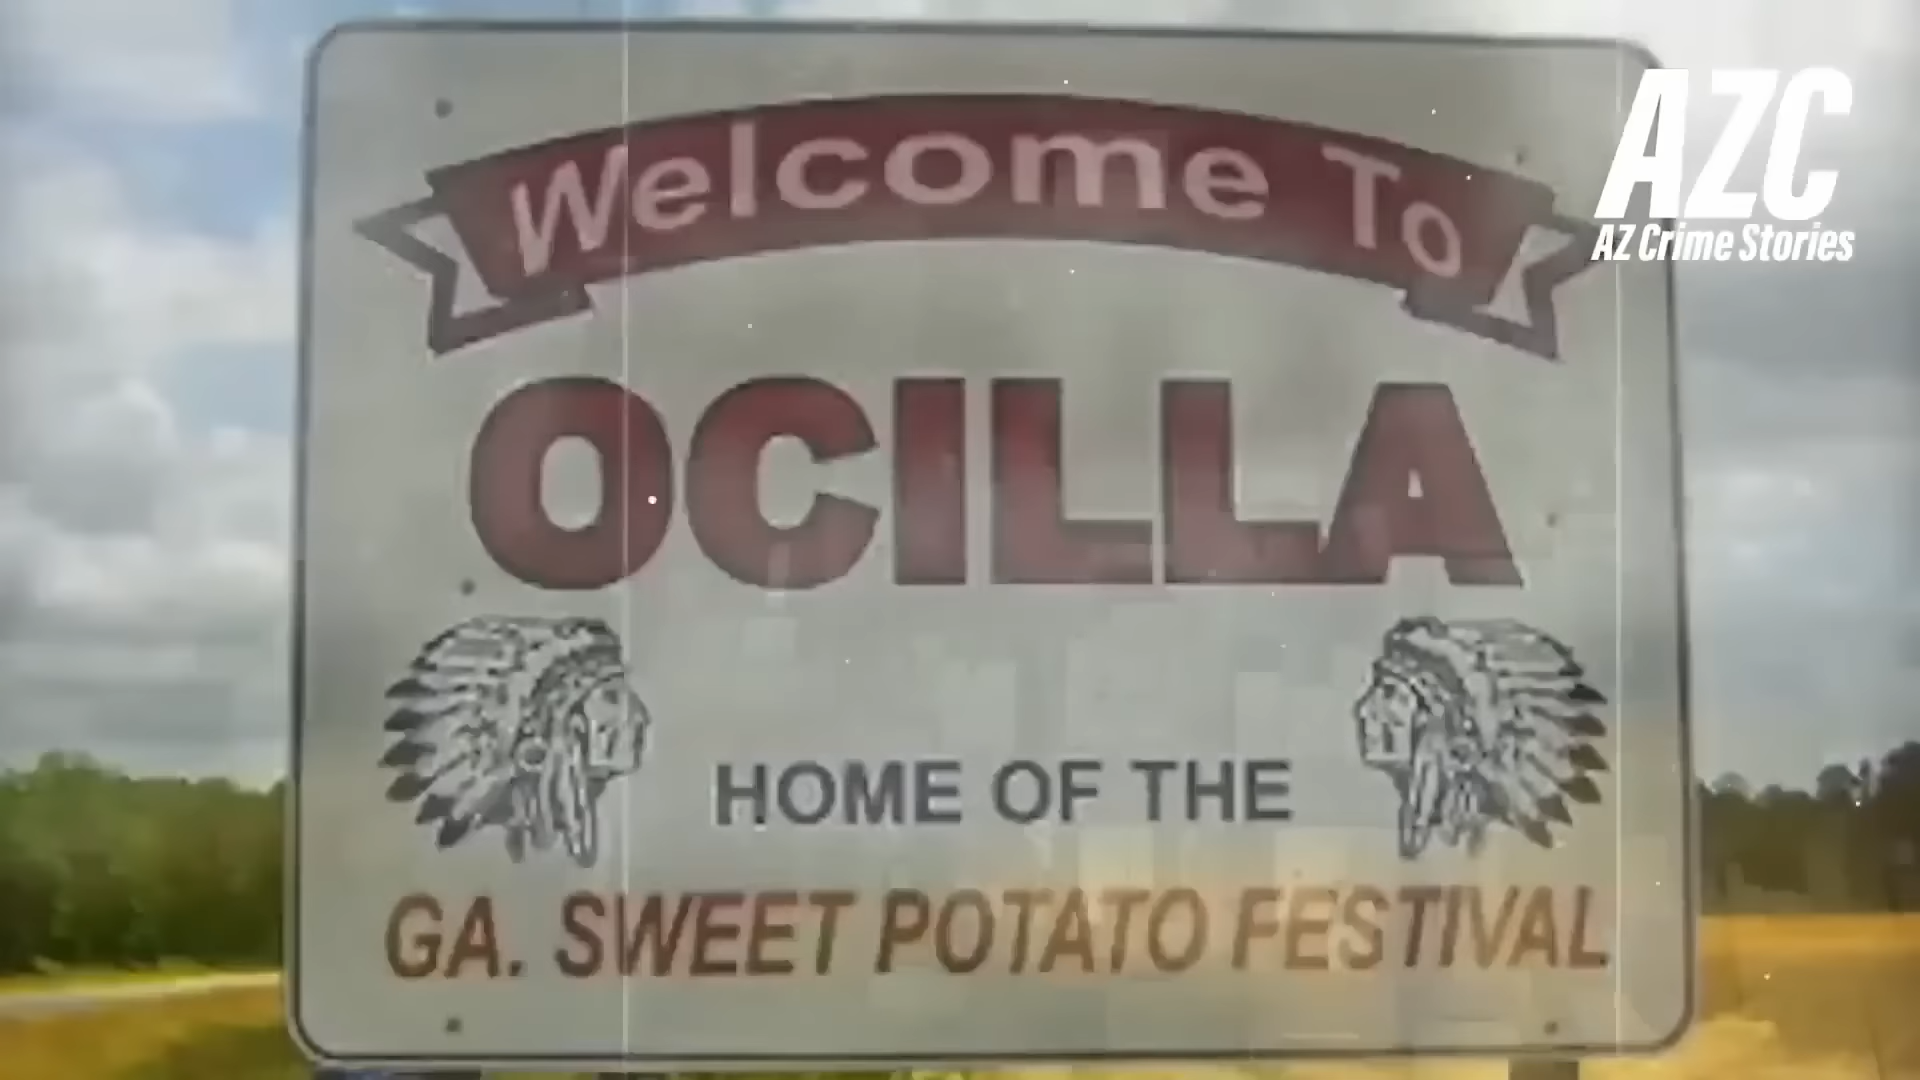 Welcome To
OCILLA
HOME OF THE
GA. SWEET POTATO FESTIVAL
AZC
AZ Crime Stories